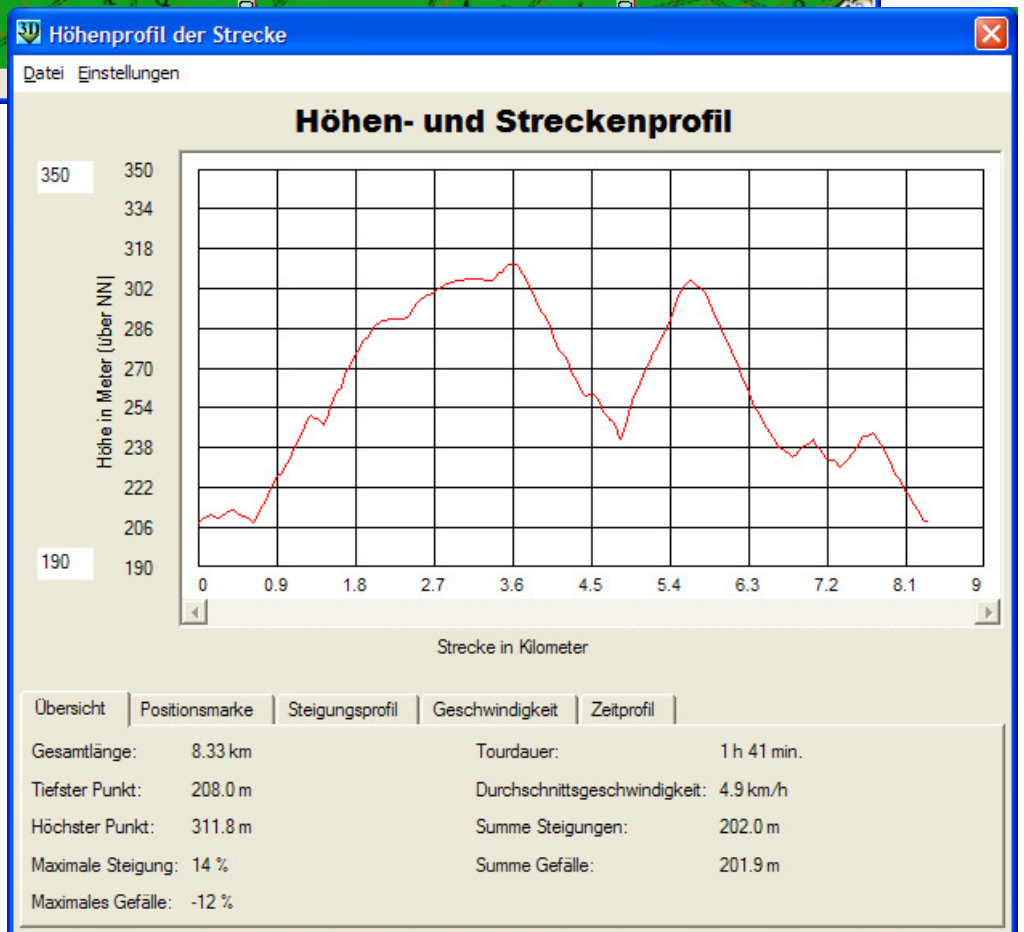 3D Höhenprofil der Strecke
Datei Einstellungen
Höhen- und Streckenprofil
350
190
Höhe in Meter (über NN)
350
334
318
302
286
270
254
238
222
206
190
0 0.9 1.8 2.7 3.6 4.5 5.4 6.3 7.2 8.1 9
Strecke in Kilometer
Übersicht Positionsmarke Steigungsprofil Geschwindigkeit Zeitprofil
Gesamtlänge: 8.33 km Tourdauer: 1 h 41 min.
Tiefster Punkt: 208.0 m Durchschnittsgeschwindigkeit: 4.9 km/h
Höchster Punkt: 311.8 m Summe Steigungen: 202.0 m
Maximale Steigung: 14 % Summe Gefälle: 201.9 m
Maximales Gefälle: -12 %